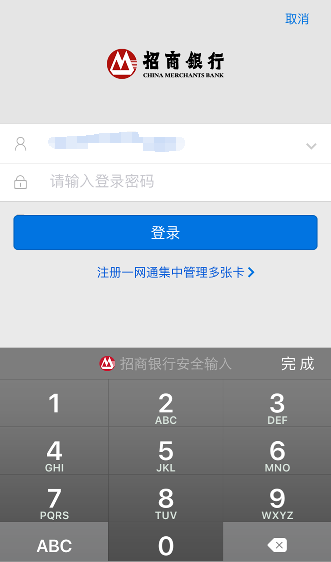 取消
招商银行
CHINA MERCHANTS BANK
请输入登录密码
登录
注册一网通集中管理多张卡
招商银行安全输入 完成
1 2 3
ABC DEF
4 5 6
GHI JKL MNO
7 8 9
PQRS TUV WXYZ
ABC 0